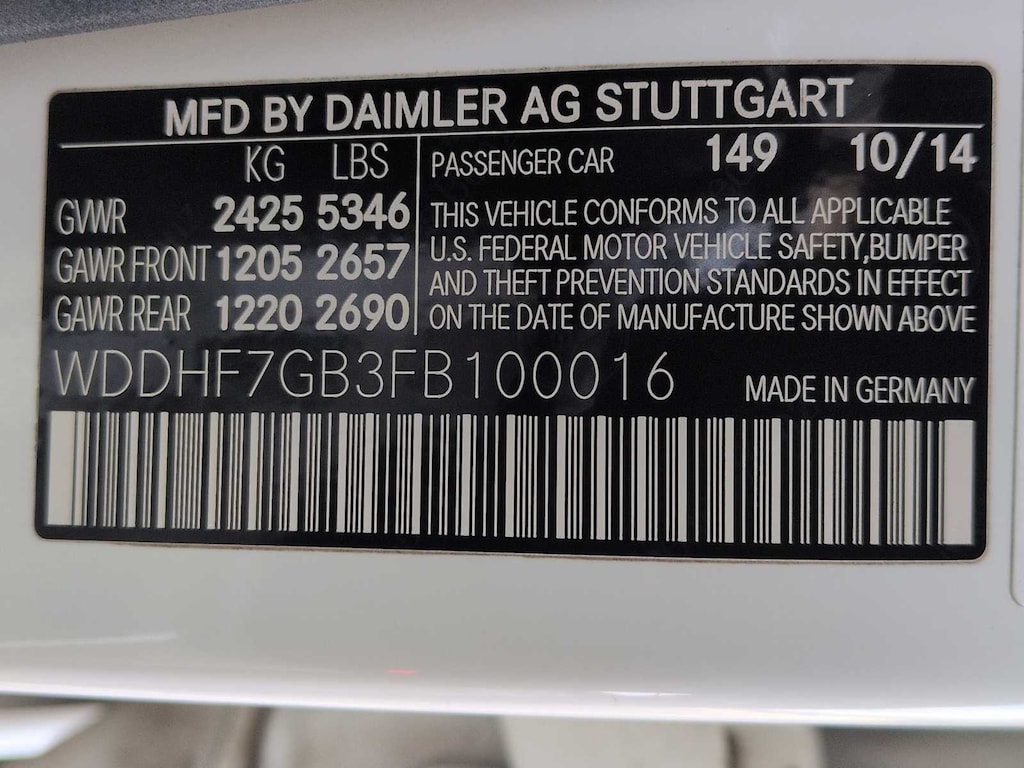 MFD BY DAIMLER AG STUTTGART
KG LBS
GVWR 2425 5346
GAWR FRONT 1205 2657
GAWR REAR 1220 2690
PASSENGER CAR 149 10/14
THIS VEHICLE CONFORMS TO ALL APPLICABLE
U.S. FEDERAL MOTOR VEHICLE SAFETY,BUMPER
AND THEFT PREVENTION STANDARDS IN EFFECT
ON THE DATE OF MANUFACTURE SHOWN ABOVE
WDDHF7GB3FB100016
MADE IN GERMANY